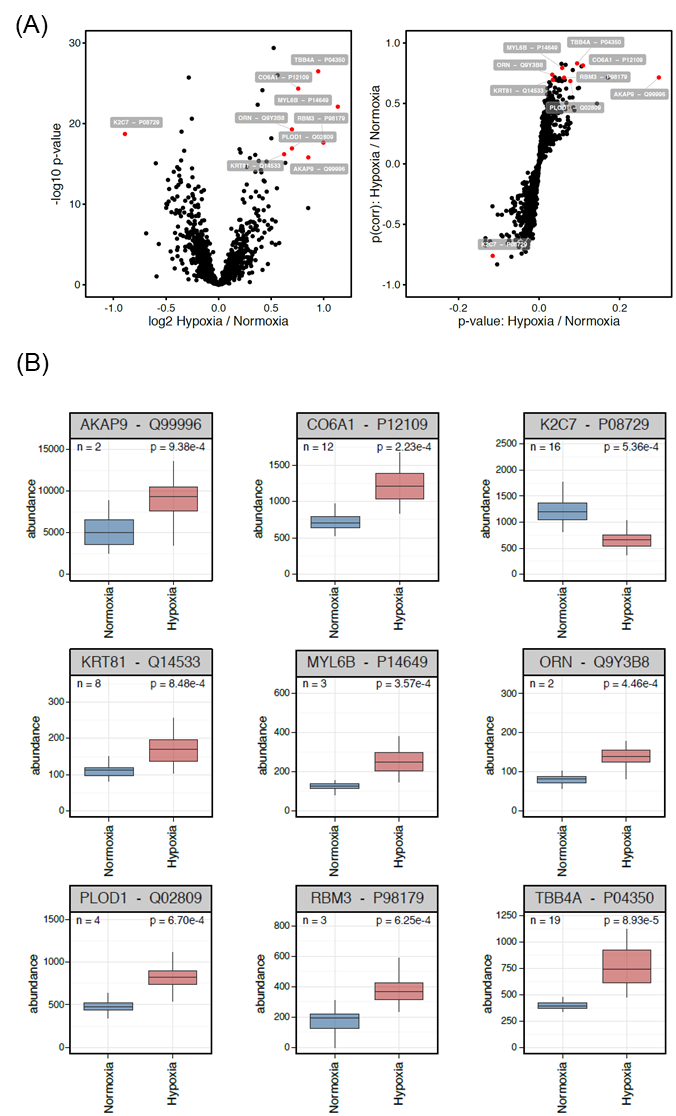 (A)
30
20
10
0
-log10 p-value
TBB4A - P04350
CO6A1 - P12109
MYL6B - P14649
K2C7 - P08729
ORN - Q9Y3B8
RBM3 - P98179
PLOD1 - Q02809
KRT81 - Q14533
AKAP9 - Q99996
-1.0
-0.5
0.0
0.5
1.0
log2 Hypoxia / Normoxia
1.0
0.5
0.0
-0.5
-1.0
p(corr): Hypoxia / Normoxia
TBB4A - P04350
MYL6B - P14649
CO6A1 - P12109
ORN - Q9Y3B8
RBM3 - P98179
KRT81 - Q14533
AKAP9 - Q99996
PLOD1 - Q02809
K2C7 - P08729
-0.2
0.0
0.2
p-value: Hypoxia / Normoxia
(B)
AKAP9 - Q99996
n = 2 p = 9.38e-4
15000
10000
5000
0
abundance
Normoxia
Hypoxia
CO6A1 - P12109
n = 12 p = 2.23e-4
1500
1000
500
0
abundance
Normoxia
Hypoxia
K2C7 - P08729
n = 16 p = 5.36e-4
2500
2000
1500
1000
500
0
abundance
Normoxia
Hypoxia
KRT81 - Q14533
n = 8 p = 8.48e-4
300
200
100
0
abundance
Normoxia
Hypoxia
MYL6B - P14649
n = 3 p = 3.57e-4
600
400
200
0
abundance
Normoxia
Hypoxia
ORN - Q9Y3B8
n = 2 p = 4.46e-4
300
200
100
0
abundance
Normoxia
Hypoxia
PLOD1 - Q02809
n = 4 p = 6.70e-4
1500
1000
500
0
abundance
Normoxia
Hypoxia
RBM3 - P98179
n = 3 p = 6.25e-4
800
600
400
200
0
abundance
Normoxia
Hypoxia
TBB4A - P04350
n = 19 p = 8.93e-5
1250
1000
750
500
250
0
abundance
Normoxia
Hypoxia